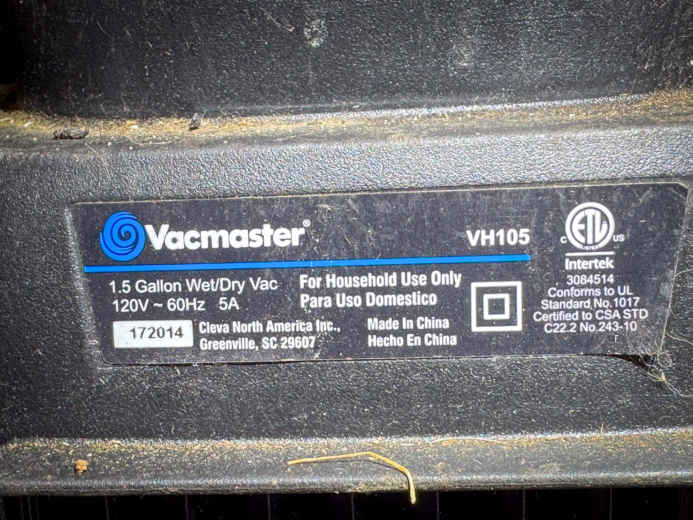 Vacmaster®
VH105
1.5 Gallon Wet/Dry Vac
120V ~ 60Hz 5A
For Household Use Only
Para Uso Domestico
172014
Cleva North America Inc.,
Greenville, SC 29607
Made In China
Hecho En China
C ETL US
Intertek
3084514
Conforms to UL
Standard No.1017
Certified to CSA STD
C22.2 No.243-10